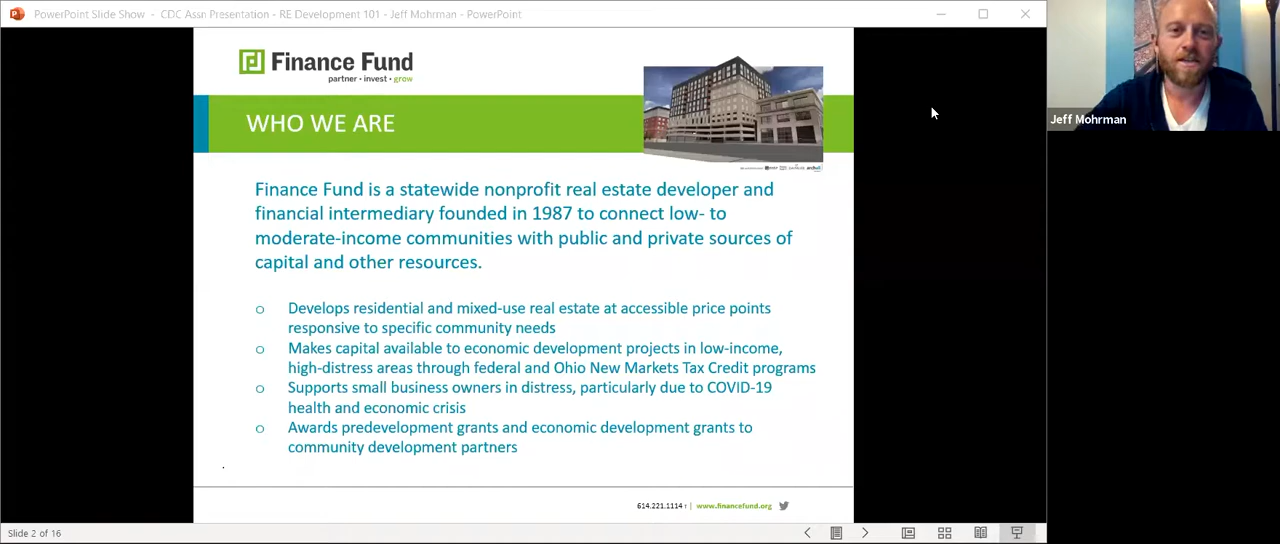 PowerPoint Slide Show - CDC Assn Presentation - RE Development 101 - Jeff Mohrman - PowerPoint
Finance Fund
partner • invest • grow
WHO WE ARE
Jeff Mohrman
Finance Fund is a statewide nonprofit real estate developer and
financial intermediary founded in 1987 to connect low- to
moderate-income communities with public and private sources of
capital and other resources.
o Develops residential and mixed-use real estate at accessible price points
responsive to specific community needs
o Makes capital available to economic development projects in low-income,
high-distress areas through federal and Ohio New Markets Tax Credit programs
o Supports small business owners in distress, particularly due to COVID-19
health and economic crisis
o Awards predevelopment grants and economic development grants to
community development partners
614.221.1114 T | www.financefund.org
Slide 2 of 16